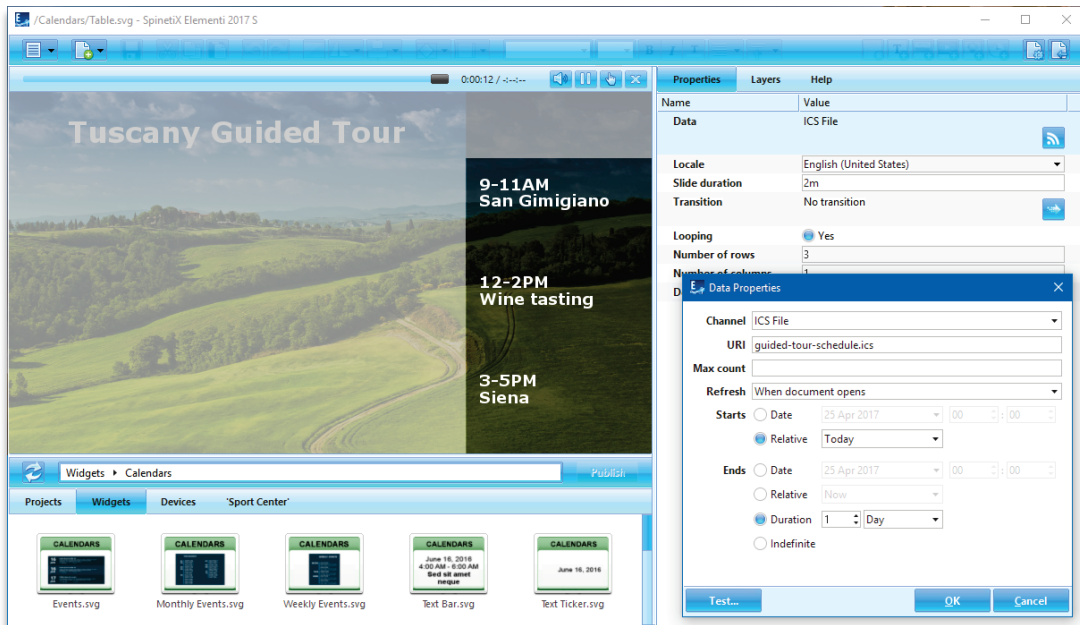 /Calendars/Table.svg - SpinetiX Elementi 2017 S
0:00:12 / -:--:--
Tuscany Guided Tour
9-11AM
San Gimigiano
12-2PM
Wine tasting
3-5PM
Siena
Widgets Calendars
Publish
Projects Widgets Devices 'Sport Center'
CALENDARS
Events.svg
CALENDARS
Monthly Events.svg
CALENDARS
Weekly Events.svg
CALENDARS
June 16, 2016
4:00 AM - 6:00 AM
Sed sit amet
neque
Text Bar.svg
CALENDARS
June 16, 2016
Text Ticker.svg
Properties Layers Help
Name Value
Data ICS File
Locale English (United States)
Slide duration 2m
Transition No transition
Looping Yes
Number of rows 3
Number of columns 1
Data Properties
Channel ICS File
URI guided-tour-schedule.ics
Max count
Refresh When document opens
Starts Date 25 Apr 2017 00 : 00
Relative Today
Ends Date 25 Apr 2017 00 : 00
Relative Now
Duration 1 Day
Indefinite
Test... OK Cancel